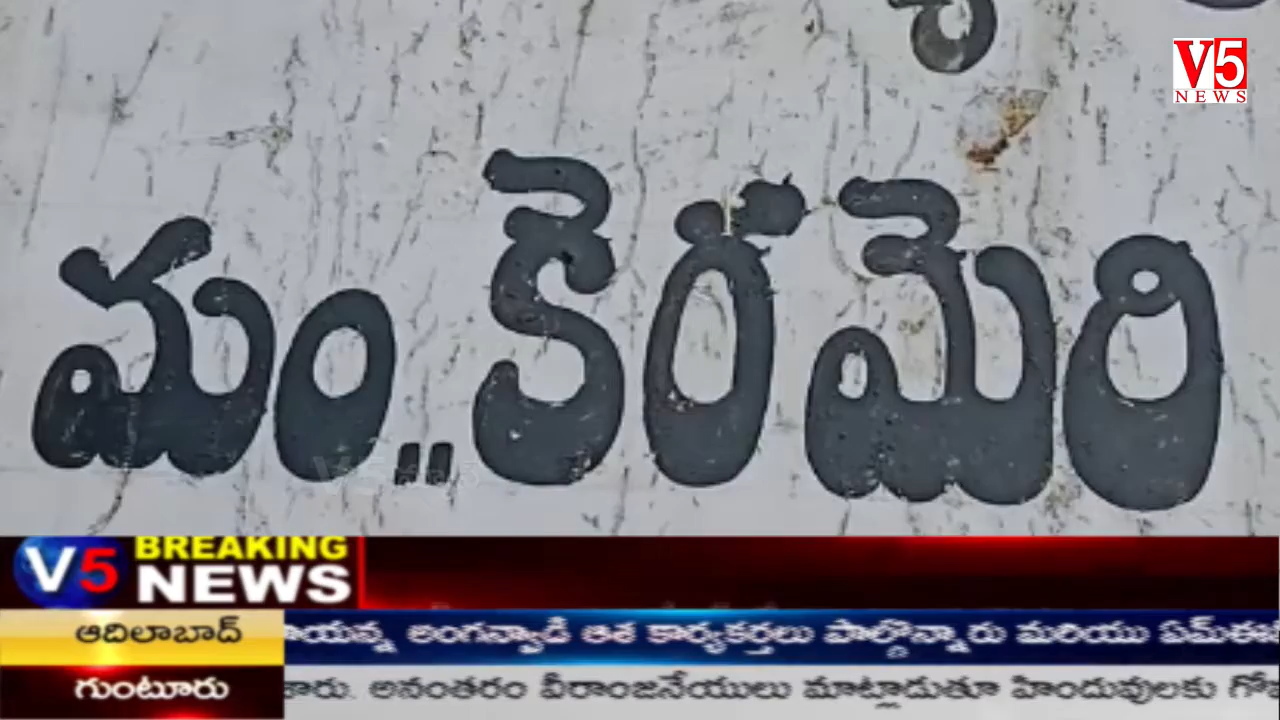 V5
NEWS
మం.. కెరమెరి
V5 BREAKING
NEWS
ఆదిలాబాద్ లింగన్వాడీ ఆశ కార్యకర్తలు పాల్గొన్నారు మరియు
గుంటూరు అనంతరం వీరాంజనేయులు మాట్లాడుతూ హిందువులకు